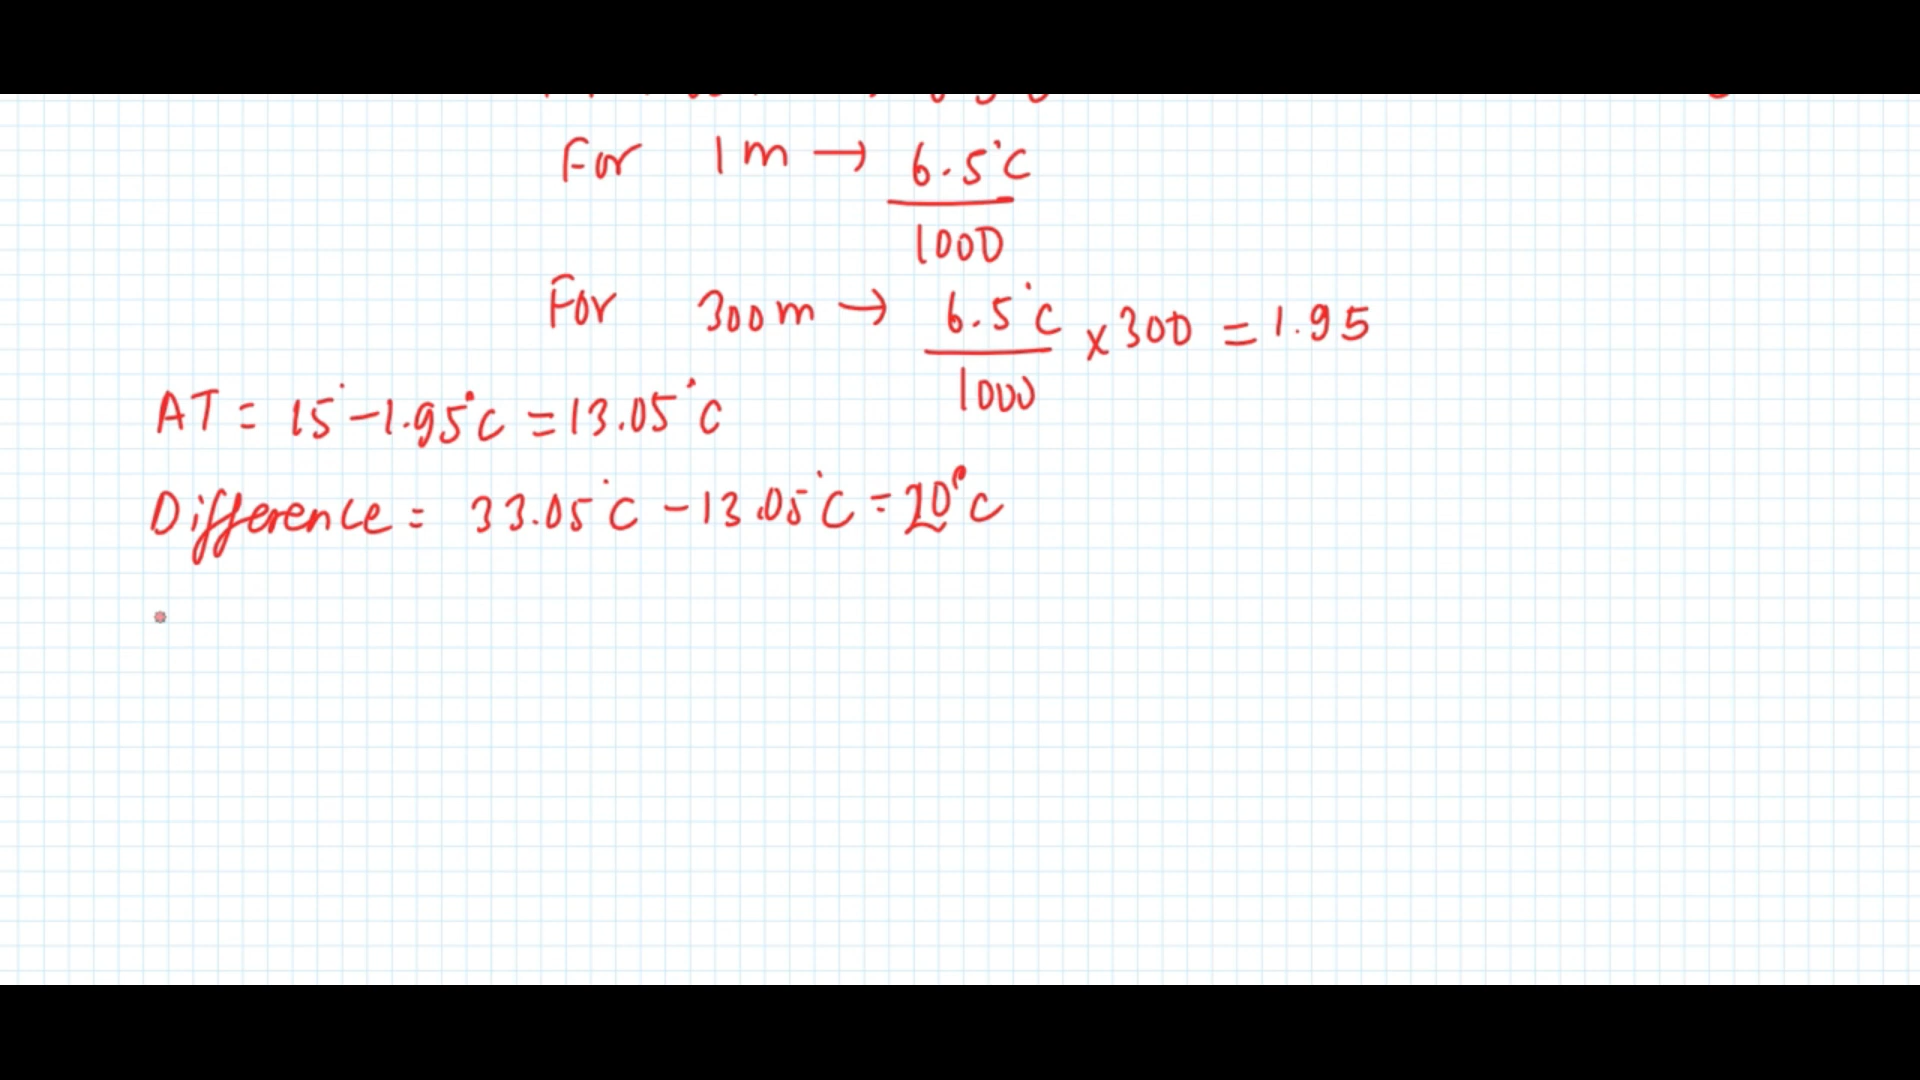 For 1m → 6.5°C
1000
For 300m → 6.5°C x300 = 1.95
1000
AT = 15°-1.95°C = 13.05°C
Difference = 33.05°C - 13.05°C = 20°C